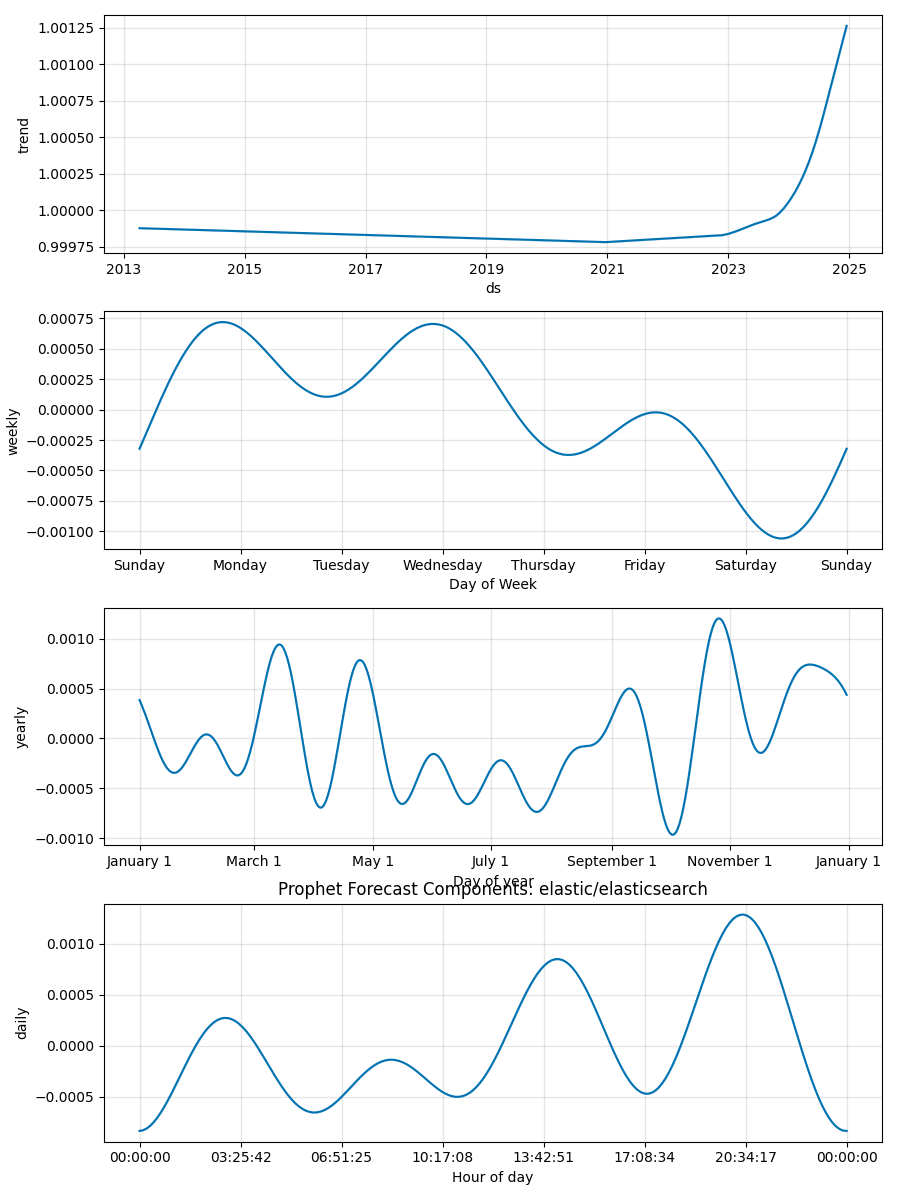 1.00125
1.00100
1.00075
1.00050
1.00025
1.00000
0.99975
trend
2013 2015 2017 2019 2021 2023 2025
ds
0.00075
0.00050
0.00025
0.00000
−0.00025
−0.00050
−0.00075
−0.00100
weekly
Sunday Monday Tuesday Wednesday Thursday Friday Saturday Sunday
Day of Week
0.0010
0.0005
0.0000
−0.0005
−0.0010
yearly
January 1 March 1 May 1 July 1 September 1 November 1 January 1
Day of year
Prophet Forecast Components: elastic/elasticsearch
0.0010
0.0005
0.0000
−0.0005
daily
00:00:00 03:25:42 06:51:25 10:17:08 13:42:51 17:08:34 20:34:17 00:00:00
Hour of day